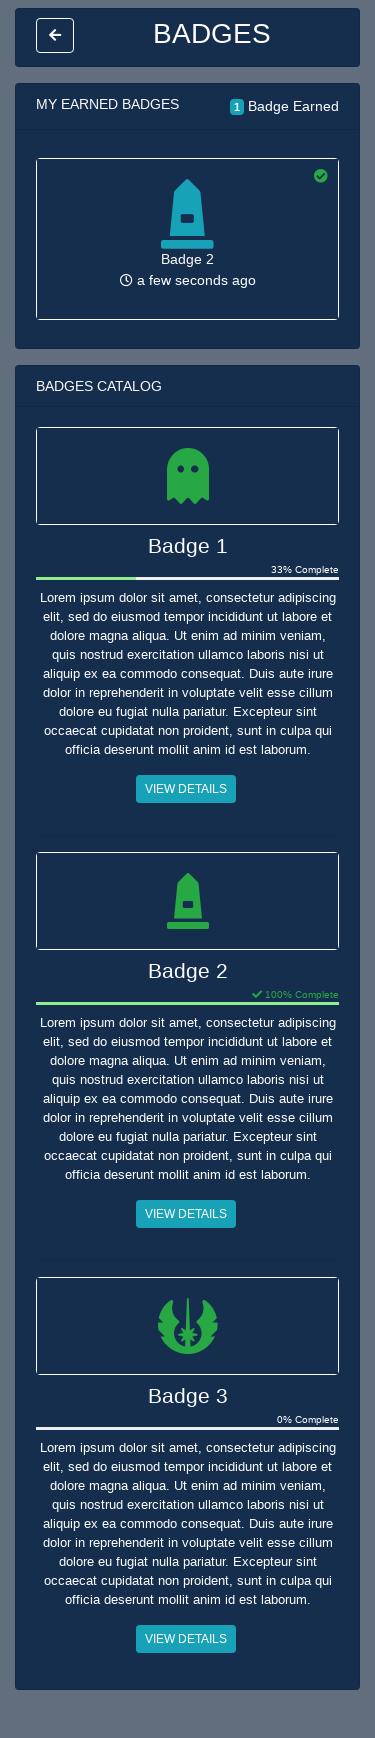 BADGES
MY EARNED BADGES
1 Badge Earned
Badge 2
a few seconds ago
BADGES CATALOG
Badge 1
33% Complete
Lorem ipsum dolor sit amet, consectetur adipiscing
elit, sed do eiusmod tempor incididunt ut labore et
dolore magna aliqua. Ut enim ad minim veniam,
quis nostrud exercitation ullamco laboris nisi ut
aliquip ex ea commodo consequat. Duis aute irure
dolor in reprehenderit in voluptate velit esse cillum
dolore eu fugiat nulla pariatur. Excepteur sint
occaecat cupidatat non proident, sunt in culpa qui
officia deserunt mollit anim id est laborum.
VIEW DETAILS
Badge 2
100% Complete
Lorem ipsum dolor sit amet, consectetur adipiscing
elit, sed do eiusmod tempor incididunt ut labore et
dolore magna aliqua. Ut enim ad minim veniam,
quis nostrud exercitation ullamco laboris nisi ut
aliquip ex ea commodo consequat. Duis aute irure
dolor in reprehenderit in voluptate velit esse cillum
dolore eu fugiat nulla pariatur. Excepteur sint
occaecat cupidatat non proident, sunt in culpa qui
officia deserunt mollit anim id est laborum.
VIEW DETAILS
Badge 3
0% Complete
Lorem ipsum dolor sit amet, consectetur adipiscing
elit, sed do eiusmod tempor incididunt ut labore et
dolore magna aliqua. Ut enim ad minim veniam,
quis nostrud exercitation ullamco laboris nisi ut
aliquip ex ea commodo consequat. Duis aute irure
dolor in reprehenderit in voluptate velit esse cillum
dolore eu fugiat nulla pariatur. Excepteur sint
occaecat cupidatat non proident, sunt in culpa qui
officia deserunt mollit anim id est laborum.
VIEW DETAILS